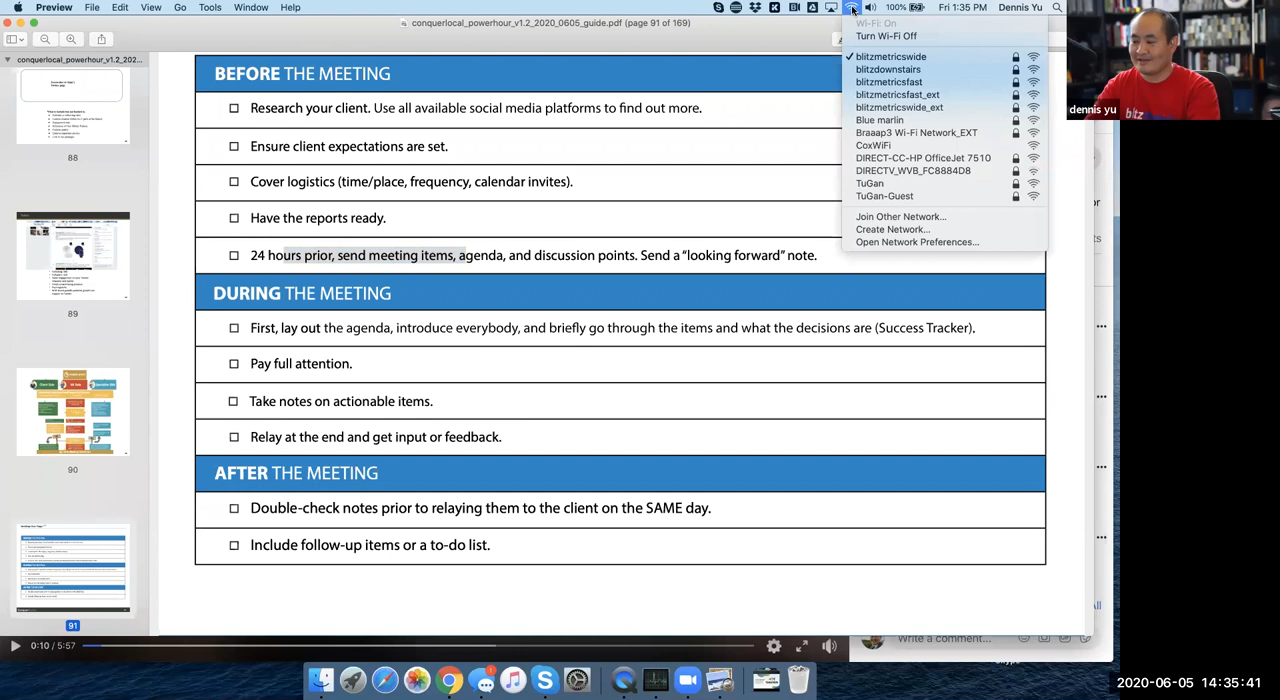 Preview File Edit View Go Tools Window Help
100% Fri 1:35 PM Dennis Yu
conquerlocal_powerhour_v1.2_2020_0605_guide.pdf (page 91 of 169)
conquerlocal_powerhour_v1.2_202...
Wi-Fi: On
Turn Wi-Fi Off
blitzmetricswide
blitzdownstairs
blitzmetricsfast
blitzmetricsfast_ext
blitzmetricswide_ext
Blue marlin
Braaap3 Wi-Fi Network_EXT
CoxWiFi
DIRECT-CC-HP OfficeJet 7510
DIRECTV_WVB_FC8884D8
TuGan
TuGan-Guest
Join Other Network...
Create Network...
Open Network Preferences...
dennis yu
88
89
90
91
BEFORE THE MEETING
Research your client. Use all available social media platforms to find out more.
Ensure client expectations are set.
Cover logistics (time/place, frequency, calendar invites).
Have the reports ready.
24 hours prior, send meeting items, agenda, and discussion points. Send a “looking forward” note.
DURING THE MEETING
First, lay out the agenda, introduce everybody, and briefly go through the items and what the decisions are (Success Tracker).
Pay full attention.
Take notes on actionable items.
Relay at the end and get input or feedback.
AFTER THE MEETING
Double-check notes prior to relaying them to the client on the SAME day.
Include follow-up items or a to-do list.
0:10 / 5:57
Write a comment...
Skype
2020-06-05 14:35:41